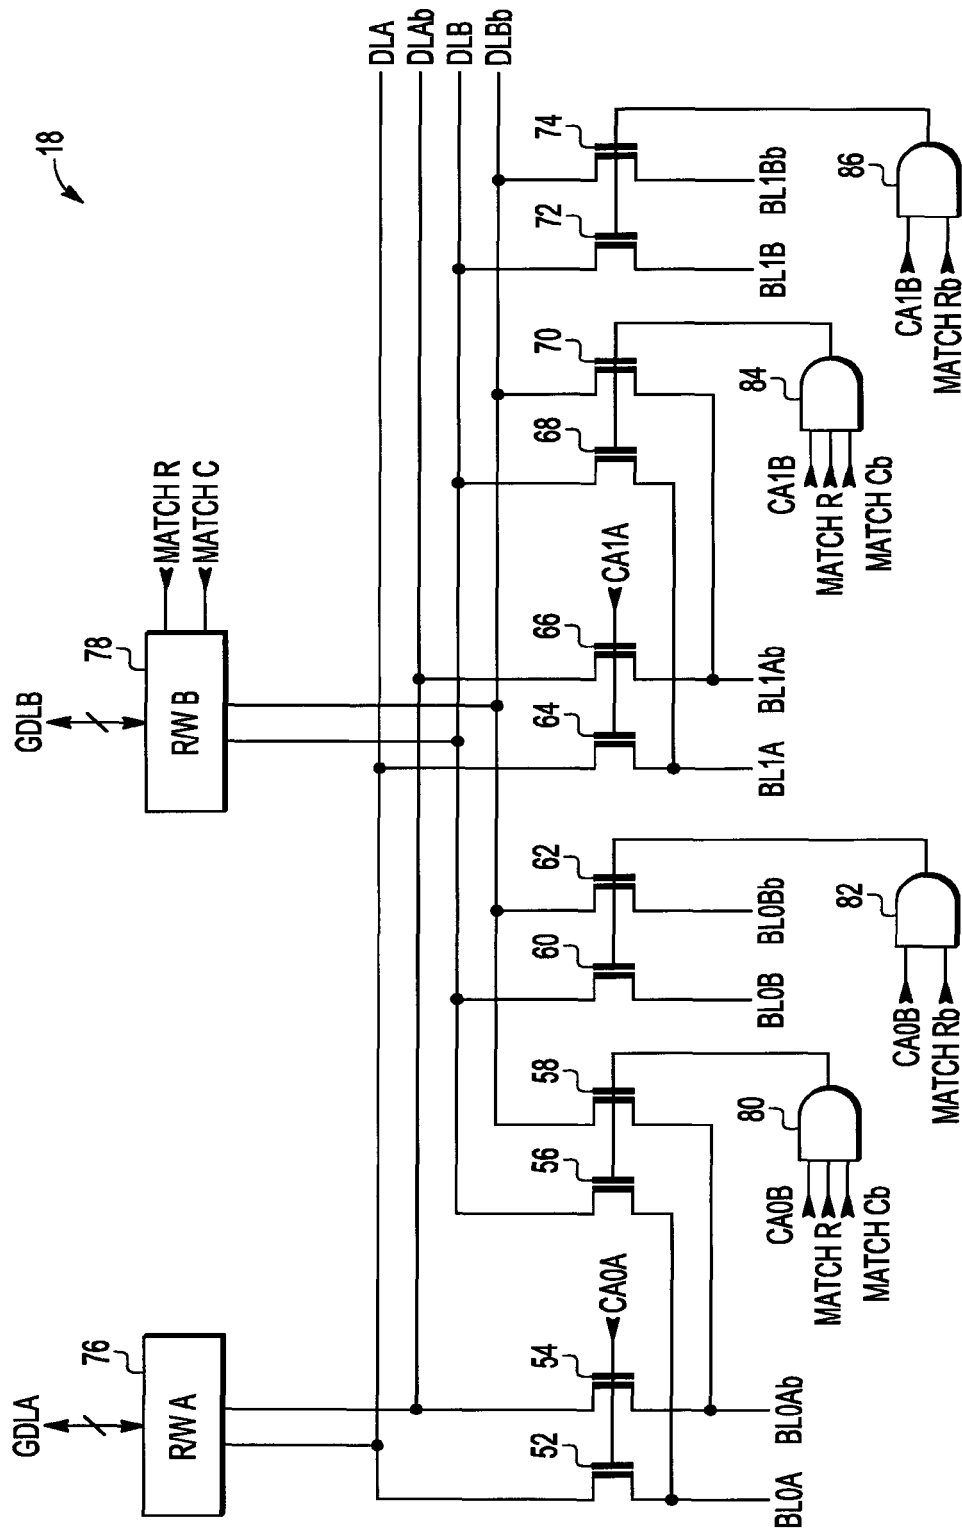 18
GDLA
76
R/W A
GDLB
78
R/W B
MATCH R
MATCH C
DLA
DLAb
DLB
DLBb
52
54
CA0A
56
58
60
62
64
66
CA1A
68
70
72
74
BL0A
BL0Ab
BL0B
BL0Bb
BL1A
BL1Ab
BL1B
BL1Bb
CA0B
MATCH R
MATCH Cb
80
CA0B
MATCH Rb
82
CA1B
MATCH R
MATCH Cb
84
CA1B
MATCH Rb
86